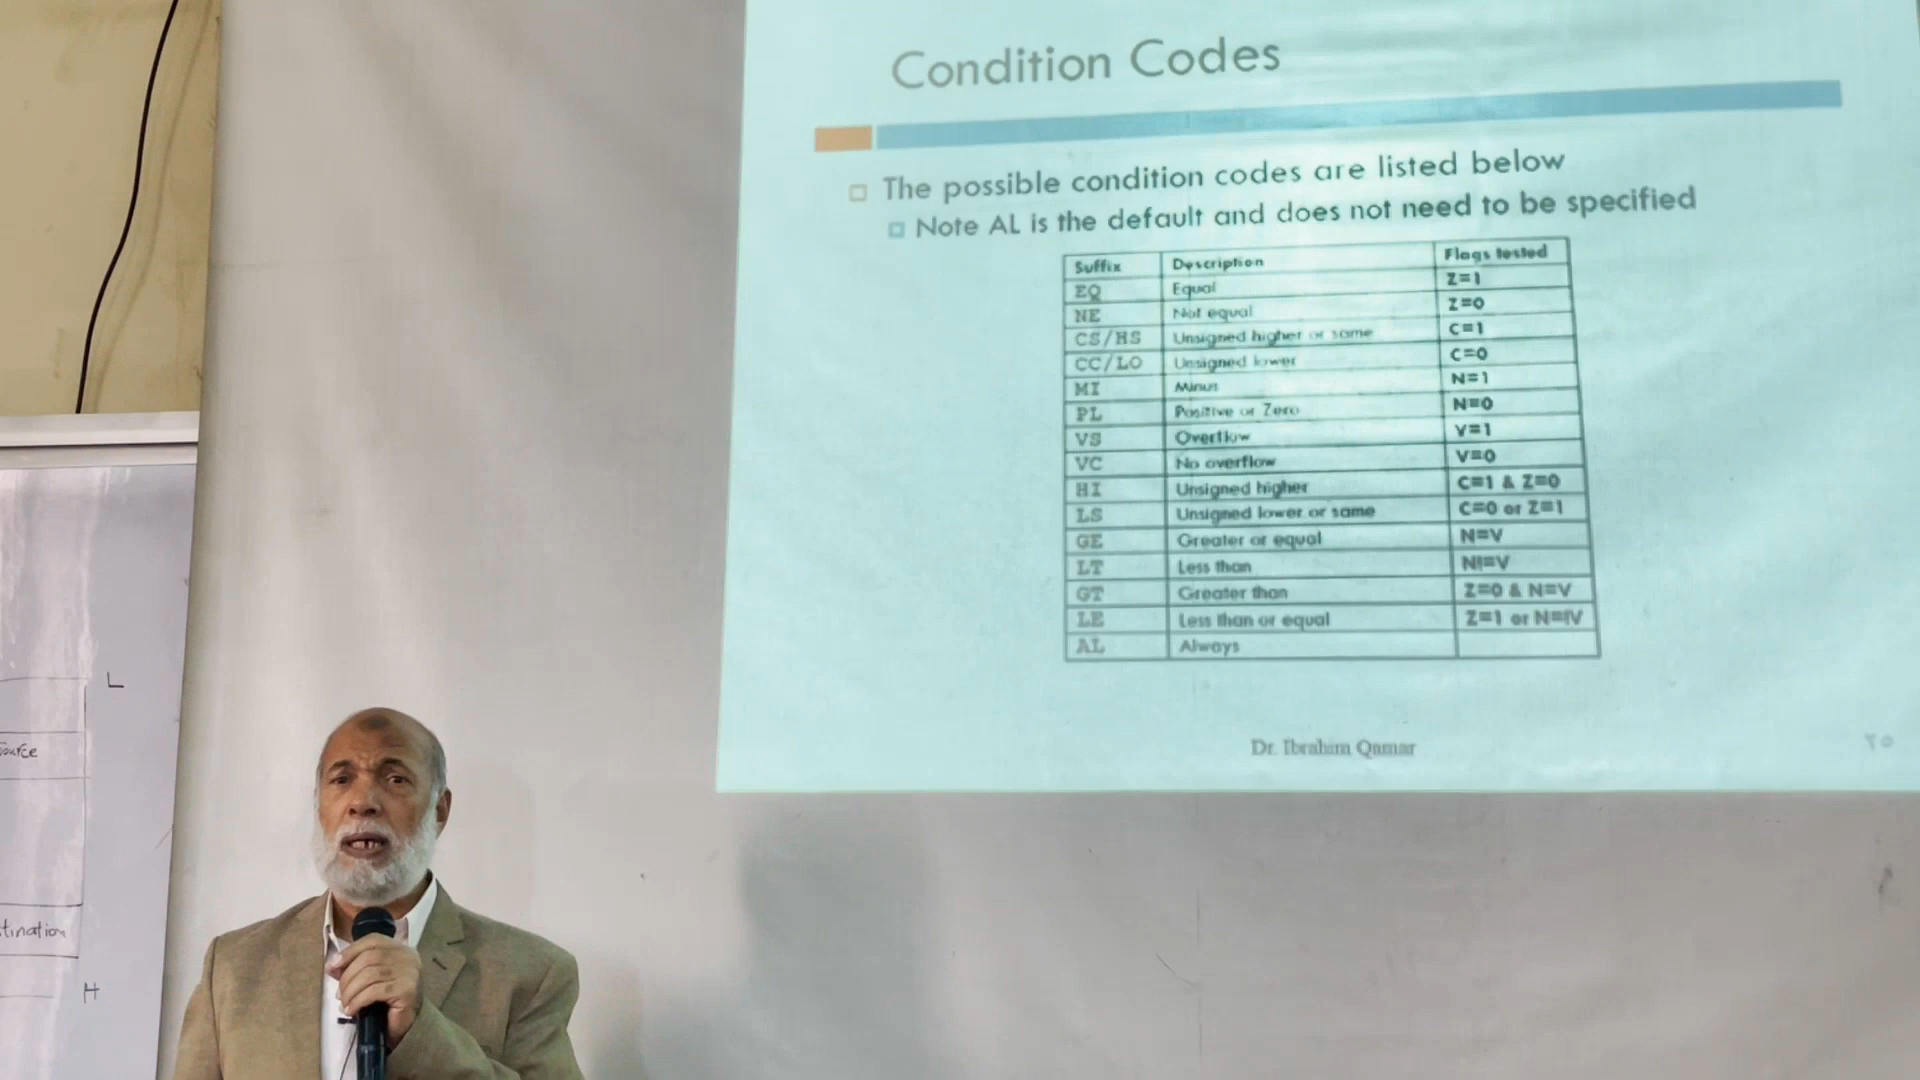 Condition Codes
The possible condition codes are listed below
Note AL is the default and does not need to be specified
Suffix Description Flags tested
EQ Equal Z=1
NE Not equal Z=0
CS/HS Unsigned higher or same C=1
CC/LO Unsigned lower C=0
MI Minus N=1
PL Positive or Zero N=0
VS Overflow V=1
VC No overflow V=0
HI Unsigned higher C=1 & Z=0
LS Unsigned lower or same C=0 or Z=1
GE Greater or equal N=V
LT Less than N!=V
GT Greater than Z=0 & N=V
LE Less than or equal Z=1 or N=!V
AL Always
Dr. Ibrahim Qamar
٢٥
L
ource
tination
H